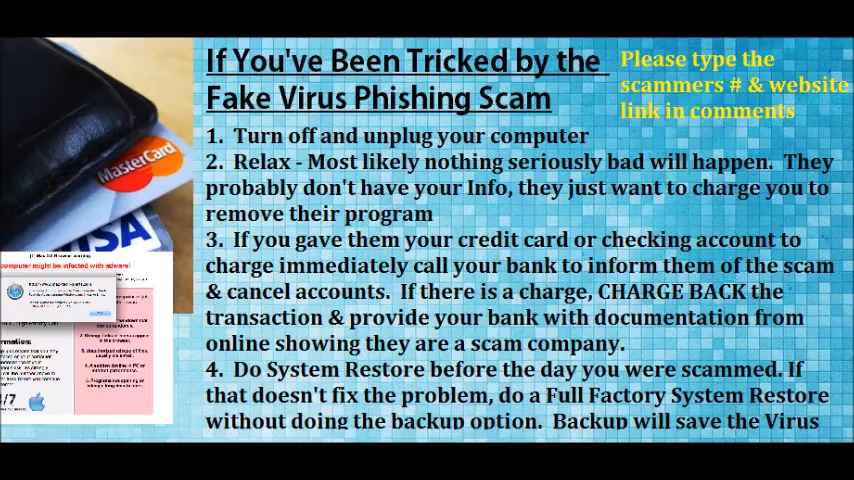 If You've Been Tricked by the
Fake Virus Phishing Scam
Please type the
scammers # & website
link in comments
1. Turn off and unplug your computer
2. Relax - Most likely nothing seriously bad will happen. They
probably don't have your Info, they just want to charge you to
remove their program
3. If you gave them your credit card or checking account to
charge immediately call your bank to inform them of the scam
& cancel accounts. If there is a charge, CHARGE BACK the
transaction & provide your bank with documentation from
online showing they are a scam company.
4. Do System Restore before the day you were scammed. If
that doesn't fix the problem, do a Full Factory System Restore
without doing the backup option. Backup will save the Virus
MasterCard
VISA
computer might be infected with adware!